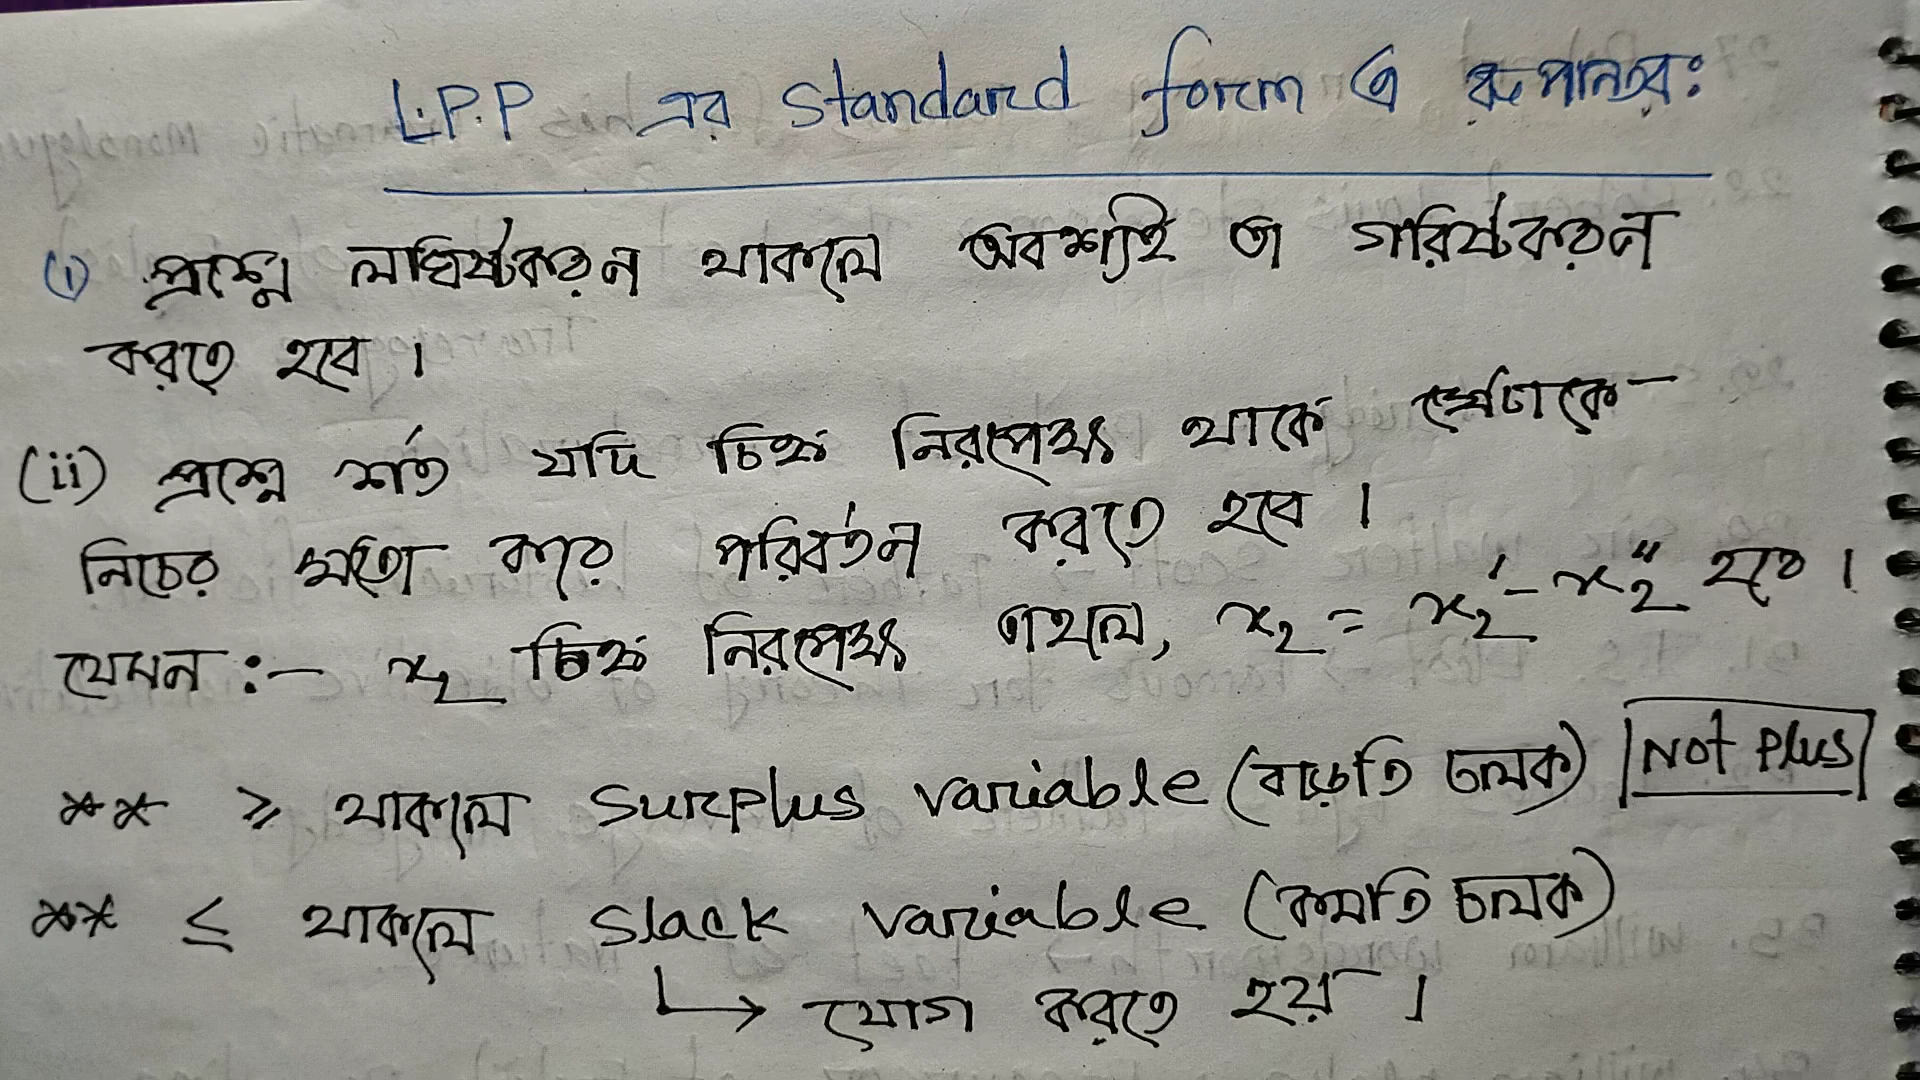 L.P.P এর Standard form এ রূপান্তর:
(i) প্রশ্নে লঘিষ্টকরন থাকলে অবশ্যই তা গরিষ্টকরন
করতে হবে ।
(ii) প্রশ্নে শর্ত যদি চিহ্ন নিরপেক্ষ থাকে সেটাকে
নিচের মতো করে পরিবর্তন করতে হবে ।
যেমন :- x₂ চিহ্ন নিরপেক্ষ তাহলে, x₂ = x₂' - x₂'' হবে ।
** ≥ থাকলে Surplus variable (বাড়তি চলক) Not plus
** ≤ থাকলে Slack variable (কমতি চলক)
↳ যোগ করতে হয় ।